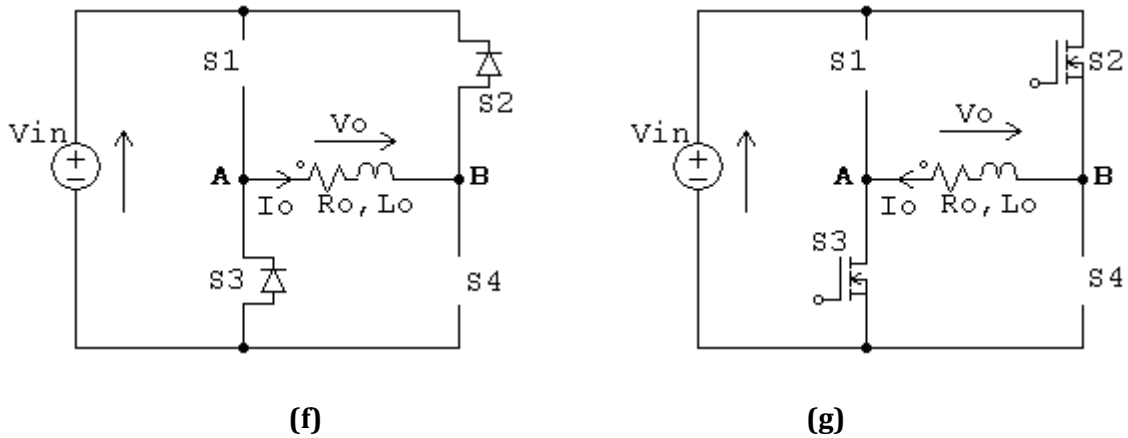 S1
S2
Vin
Vo
A
B
Io
Ro,Lo
S3
S4
(f)
S1
S2
Vin
Vo
A
B
Io
Ro,Lo
S3
S4
(g)